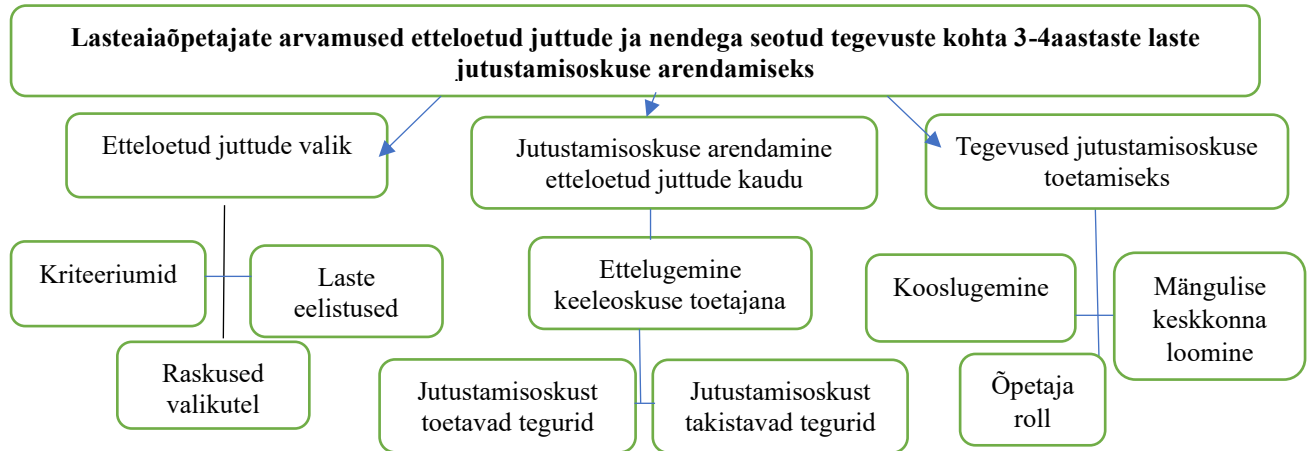 Lasteaiaõpetajate arvamused etteloetud juttude ja nendega seotud tegevuste kohta 3-4aastaste laste
jutustamisoskuse arendamiseks
Etteloetud juttude valik
Jutustamisoskuse arendamine
etteloetud juttude kaudu
Tegevused jutustamisoskuse
toetamiseks
Kriteeriumid
Laste
eelistused
Raskused
valikutel
Ettelugemine
keeleoskuse toetajana
Jutustamisoskust
toetavad tegurid
Jutustamisoskust
takistavad tegurid
Kooslugemine
Mängulise
keskkonna
loomine
Õpetaja
roll